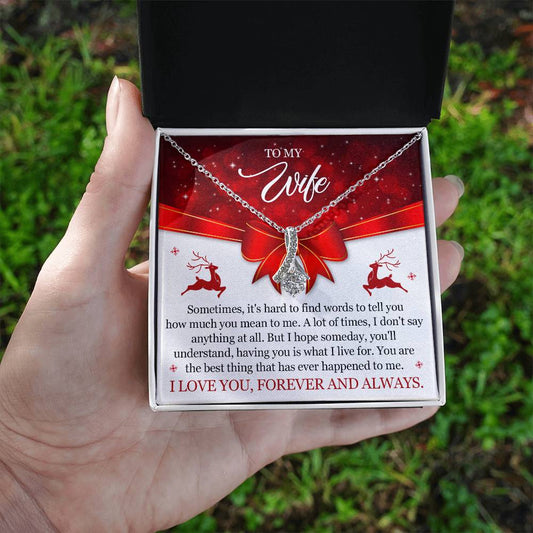 TO MY
Wife
Sometimes, it's hard to find words to tell you
how much you mean to me. A lot of times, I don't say
anything at all. But I hope someday, you'll
understand, having you is what I live for. You are
the best thing that has ever happened to me.
I LOVE YOU, FOREVER AND ALWAYS.